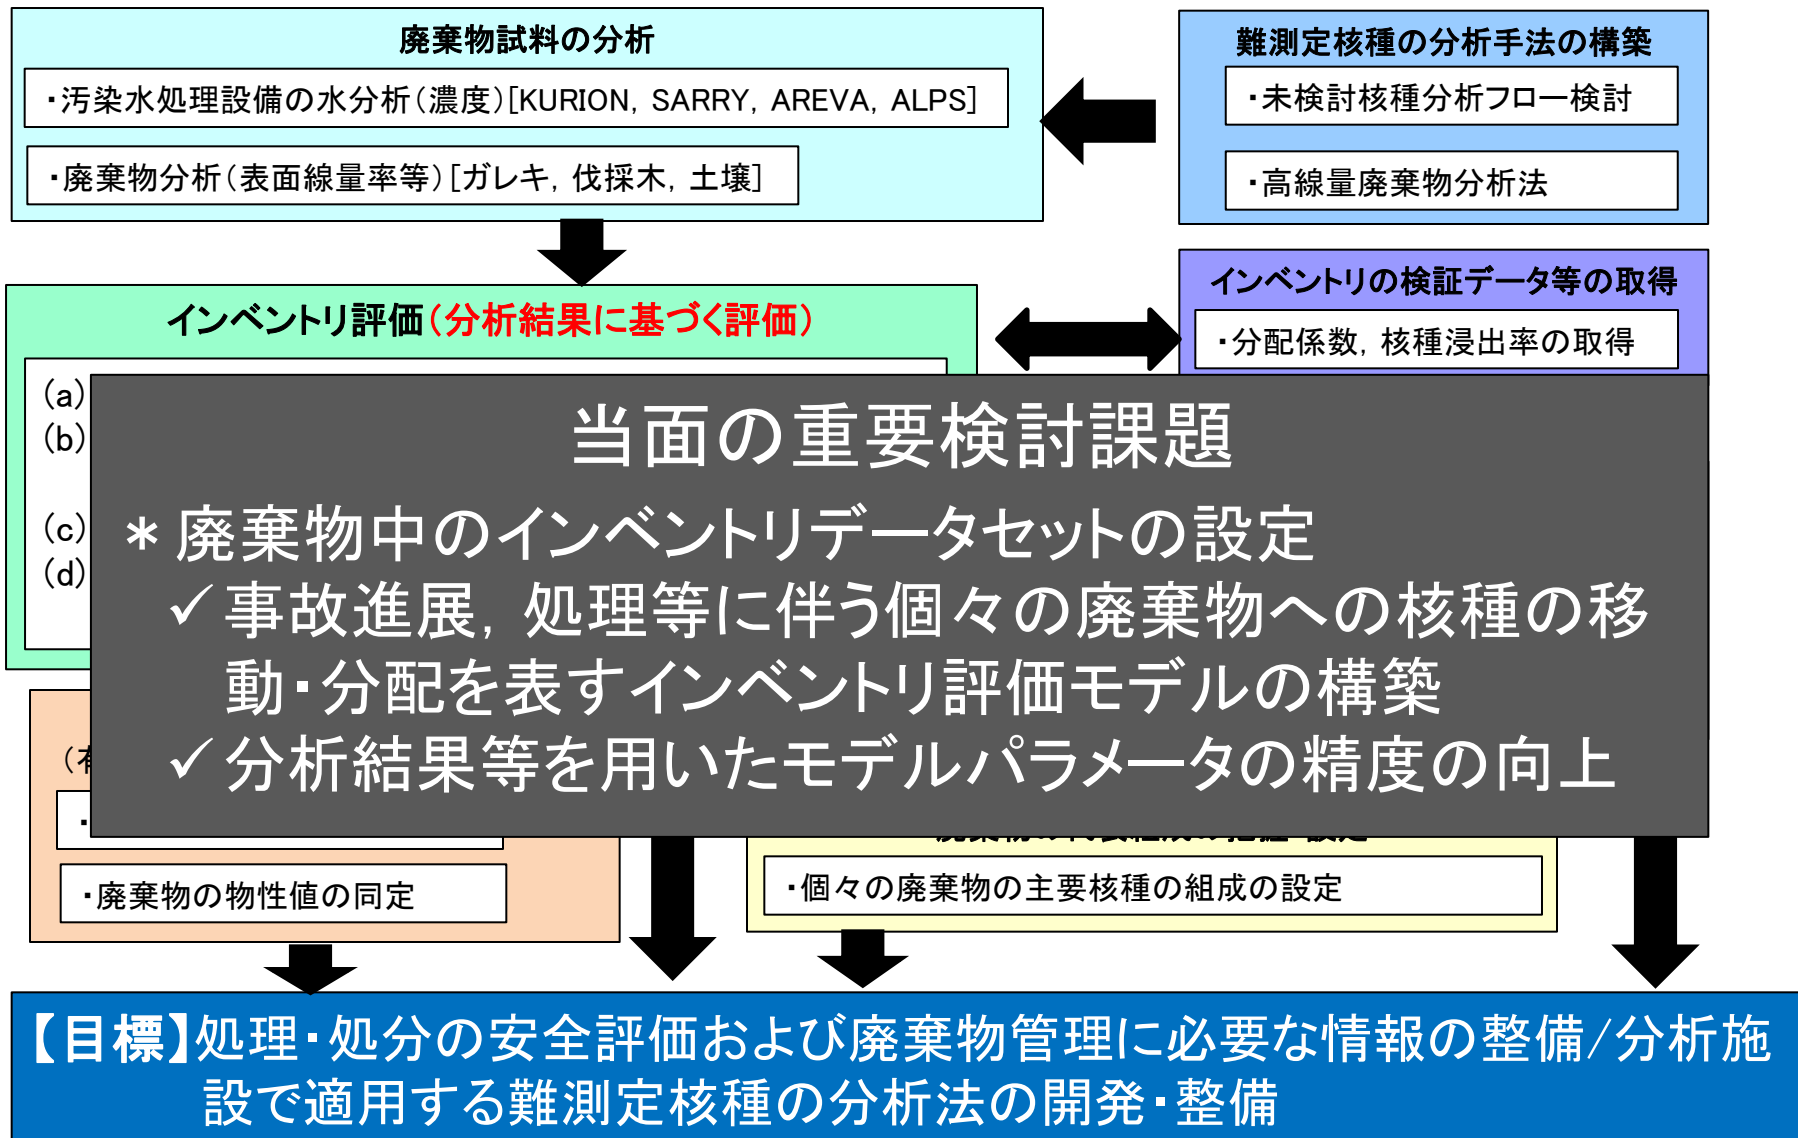 廃棄物試料の分析
・汚染水処理設備の水分析(濃度)[KURION, SARRY, AREVA, ALPS]
・廃棄物分析(表面線量率等)[ガレキ, 伐採木, 土壌]
難測定核種の分析手法の構築
・未検討核種分析フロー検討
・高線量廃棄物分析法
インベントリ評価(分析結果に基づく評価)
(a)
(b)
(c)
(d)
インベントリの検証データ等の取得
・分配係数, 核種浸出率の取得
当面の重要検討課題
＊廃棄物中のインベントリデータセットの設定
✓事故進展, 処理等に伴う個々の廃棄物への核種の移
動・分配を表すインベントリ評価モデルの構築
✓分析結果等を用いたモデルパラメータの精度の向上
・廃棄物の物性値の同定
・個々の廃棄物の主要核種の組成の設定
【目標】処理・処分の安全評価および廃棄物管理に必要な情報の整備/分析施
設で適用する難測定核種の分析法の開発・整備